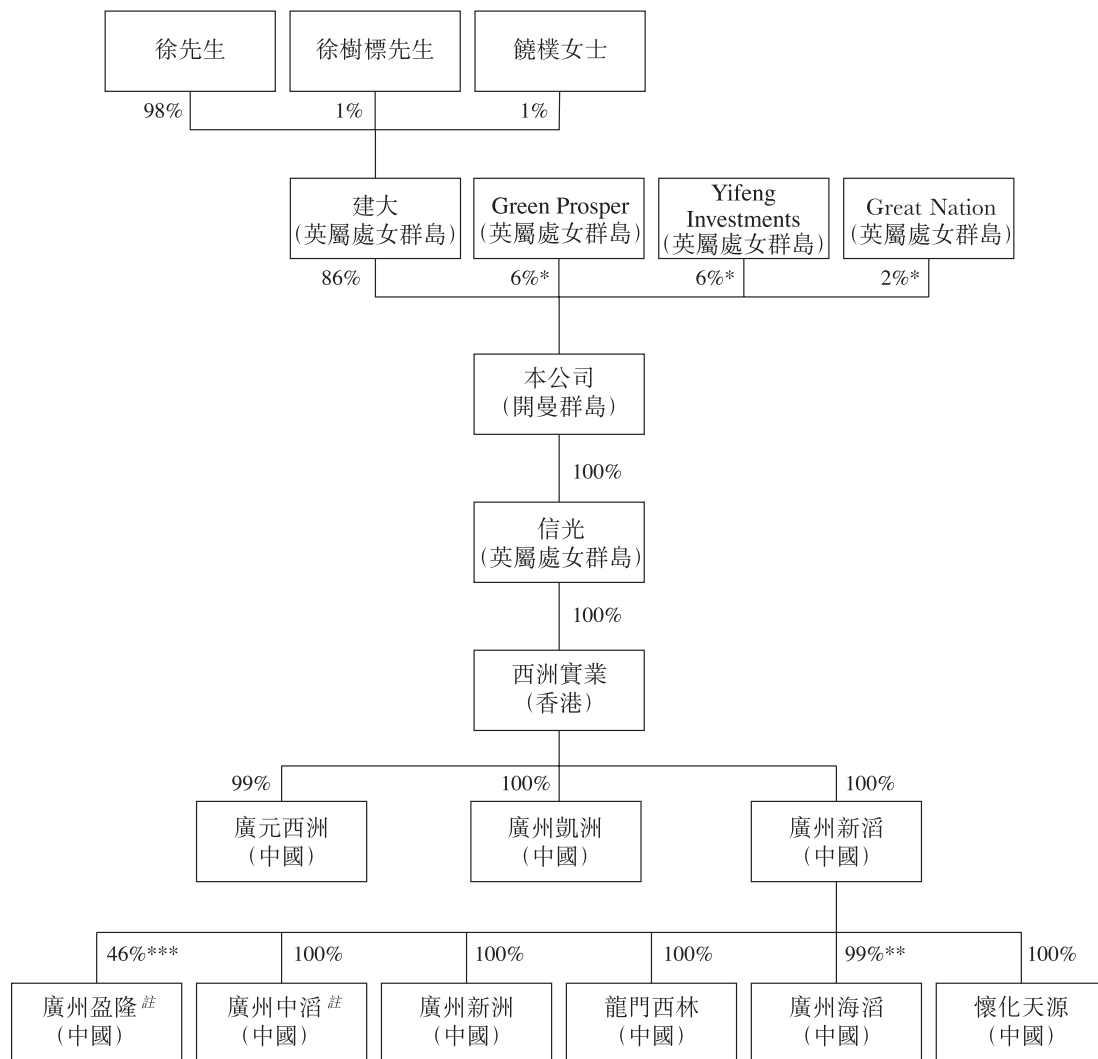 徐先生
徐樹標先生
饒樸女士
98%
1%
1%
建大
(英屬處女群島)
Green Prosper
(英屬處女群島)
Yifeng
Investments
(英屬處女群島)
Great Nation
(英屬處女群島)
86%
6%*
6%*
2%*
本公司
(開曼群島)
100%
信光
(英屬處女群島)
100%
西洲實業
(香港)
99%
100%
100%
廣元西洲
(中國)
廣州凱洲
(中國)
廣州新滔
(中國)
46%***
100%
100%
100%
99%**
100%
廣州盈隆註
(中國)
廣州中滔註
(中國)
廣州新洲
(中國)
龍門西林
(中國)
廣州海滔
(中國)
懷化天源
(中國)